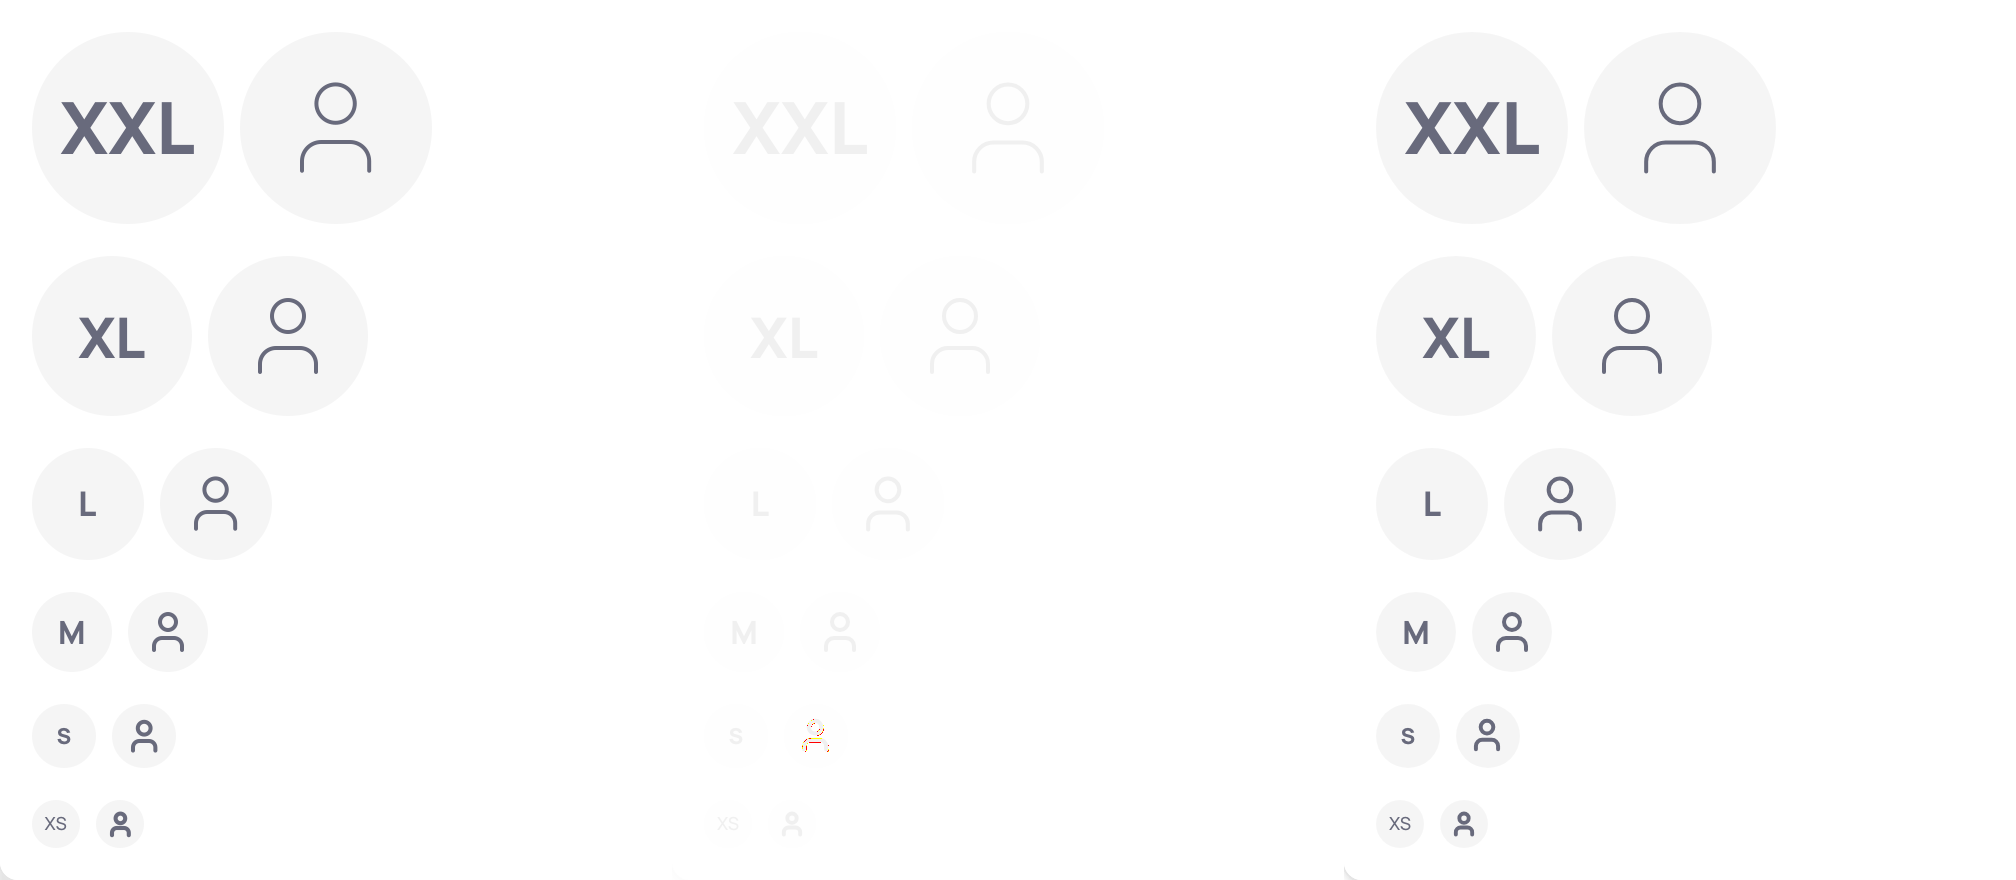 XXL XXL XXL
XL XL XL
L L L
M M M
S S S
XS XS XS